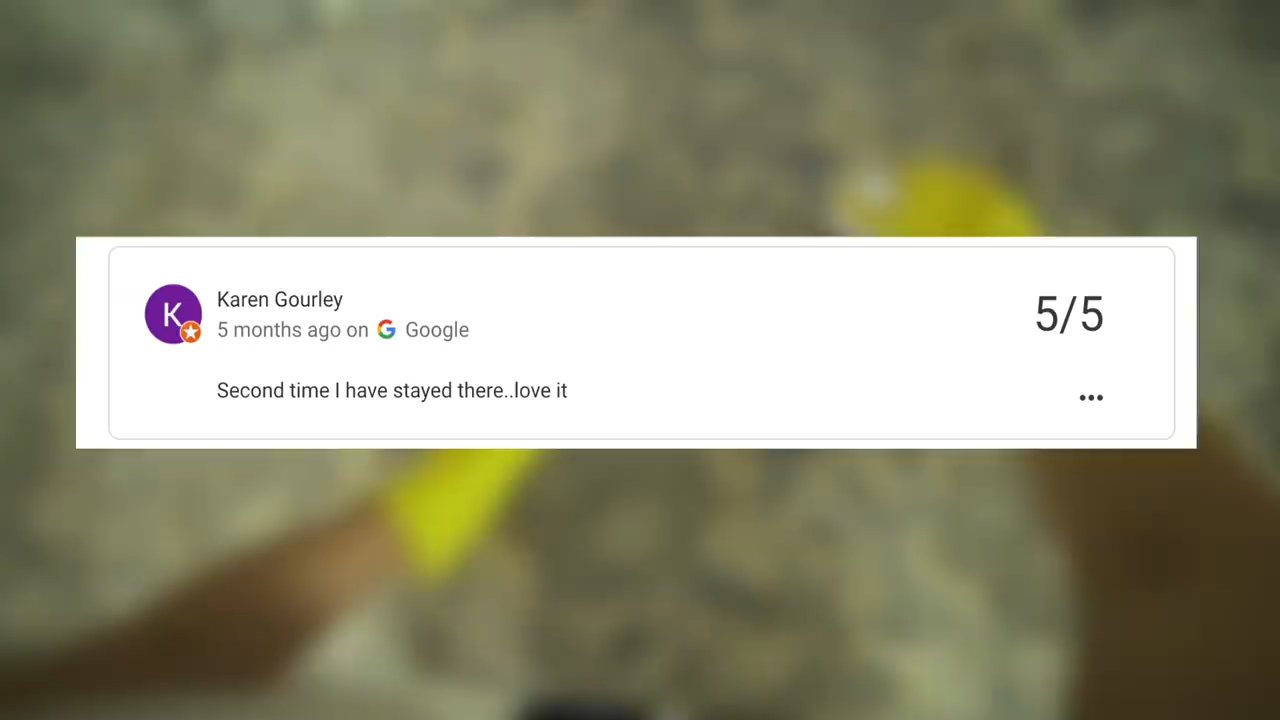 K
Karen Gourley
5 months ago on Google
5/5
Second time I have stayed there..love it